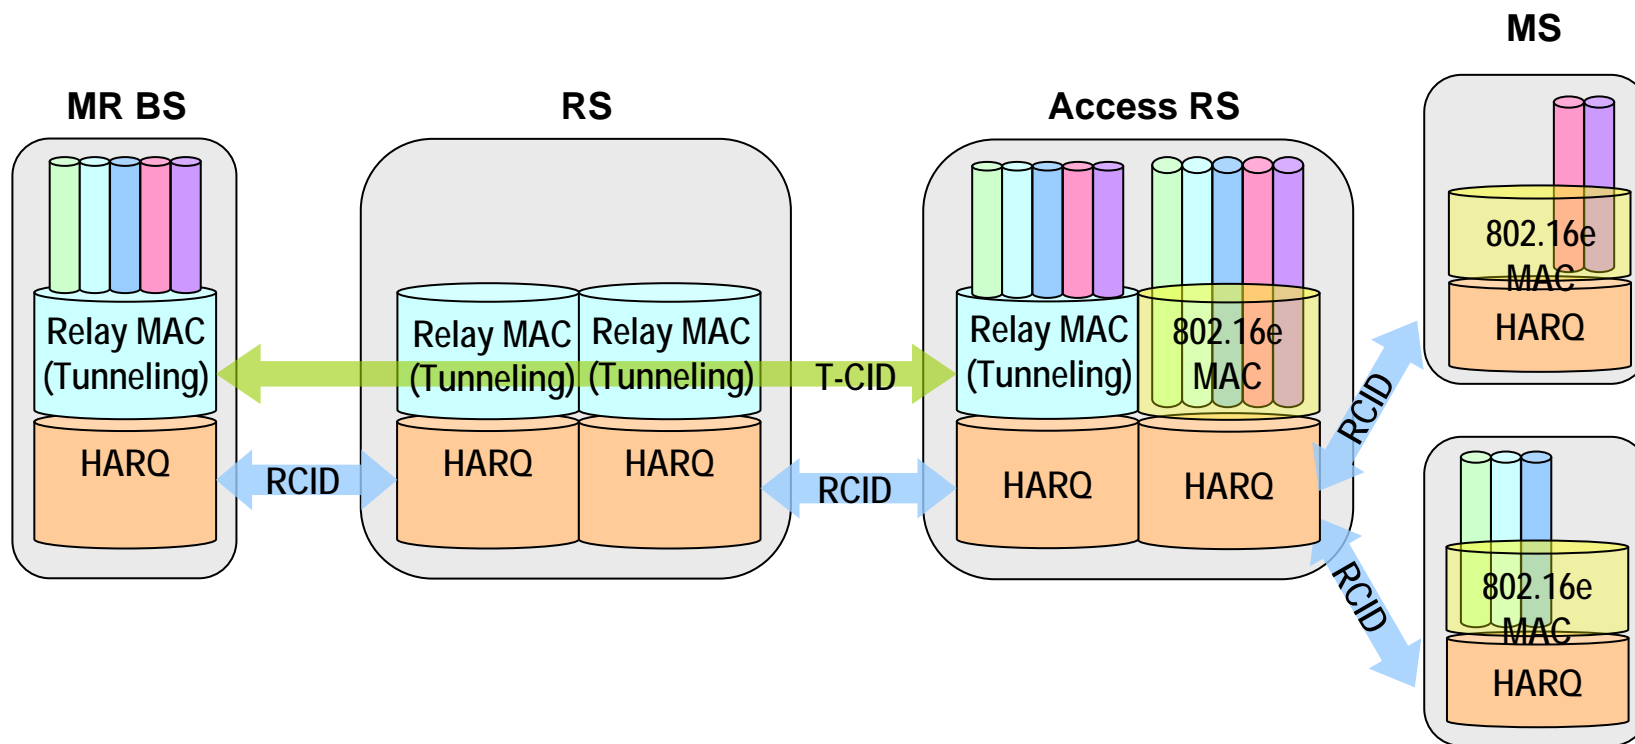 MS
MR BS
RS
Access RS
Relay MAC
(Tunneling)
HARQ
RCID
Relay MAC
(Tunneling)
Relay MAC
(Tunneling)
HARQ
HARQ
T-CID
RCID
Relay MAC
(Tunneling)
802.16e
MAC
HARQ
HARQ
RCID
RCID
802.16e
MAC
HARQ
802.16e
MAC
HARQ